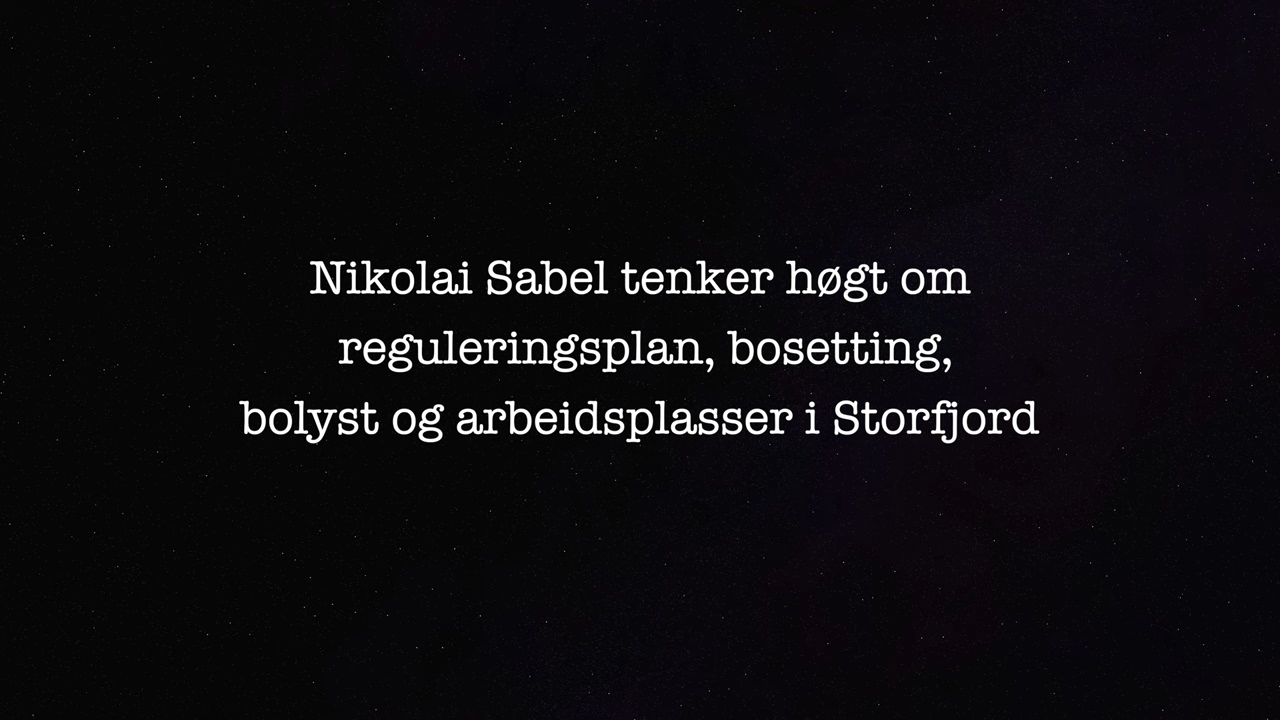 Nikolai Sabel tenker høgt om
reguleringsplan, bosetting,
bolyst og arbeidsplasser i Storfjord